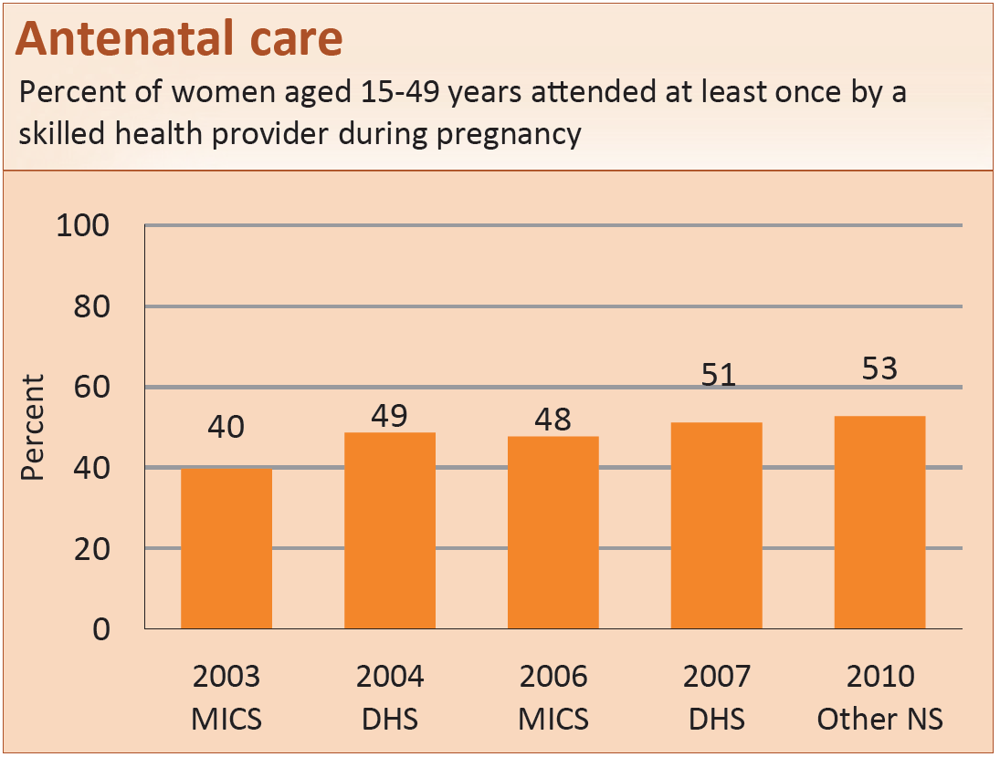 Antenatal care
Percent of women aged 15-49 years attended at least once by a
skilled health provider during pregnancy
Percent
100
80
60
40
20
0
40
49
48
51
53
2003
MICS
2004
DHS
2006
MICS
2007
DHS
2010
Other NS